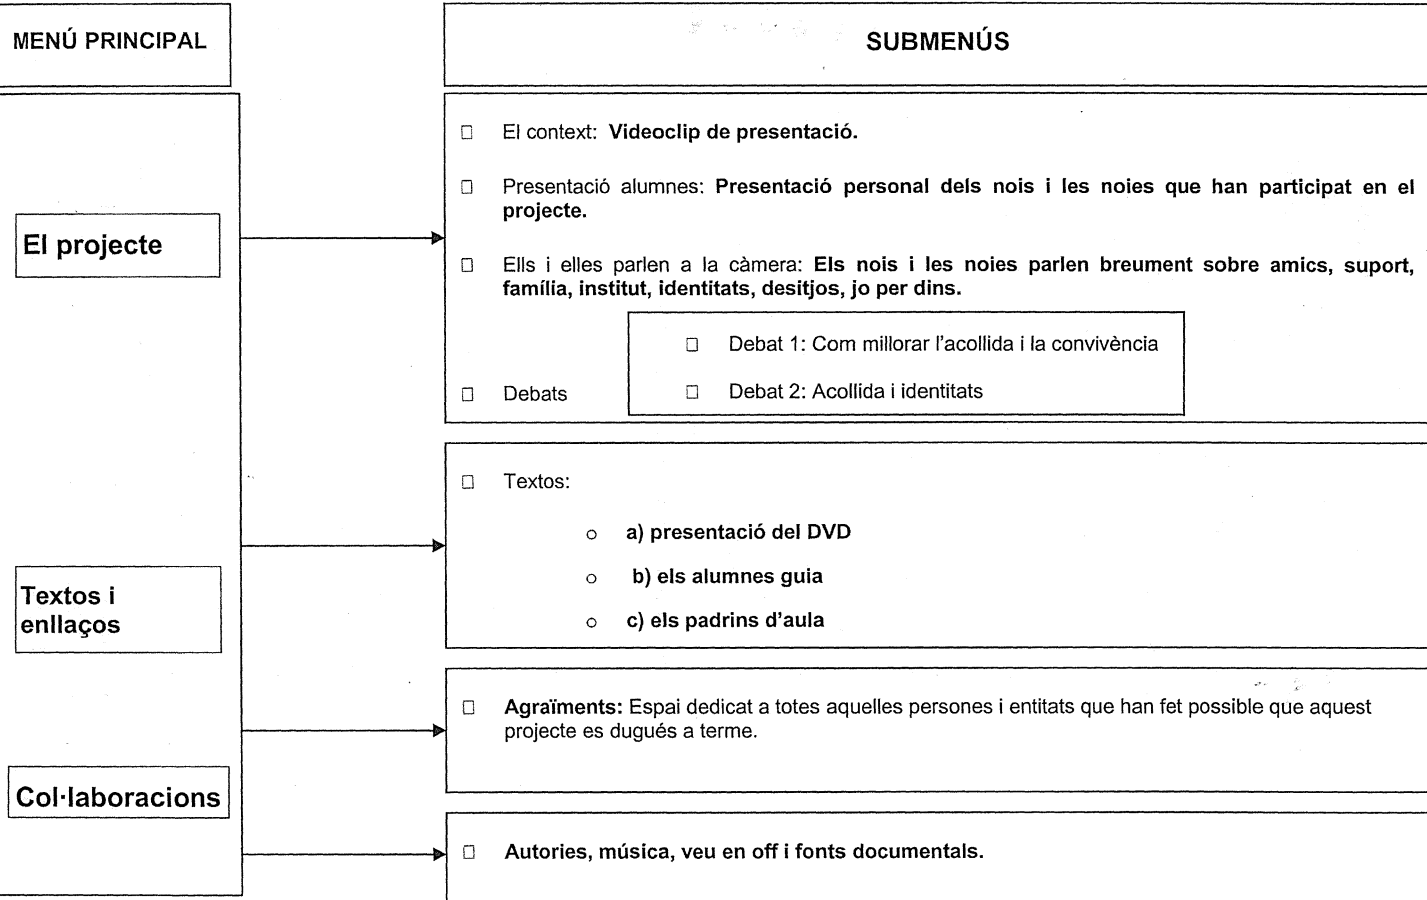 MENÚ PRINCIPAL
SUBMENÚS
El projecte
□ El context: Videoclip de presentació.
□ Presentació alumnes: Presentació personal dels nois i les noies que han participat en el
projecte.
□ Ells i elles parlen a la càmera: Els nois i les noies parlen breument sobre amics, suport,
família, institut, identitats, desitjos, jo per dins.
□ Debats
□ Debat 1: Com millorar l'acollida i la convivència
□ Debat 2: Acollida i identitats
Textos i
enllaços
□ Textos:
o a) presentació del DVD
o b) els alumnes guia
o c) els padrins d'aula
Col·laboracions
□ Agraïments: Espai dedicat a totes aquelles persones i entitats que han fet possible que aquest
projecte es dugués a terme.
□ Autories, música, veu en off i fonts documentals.